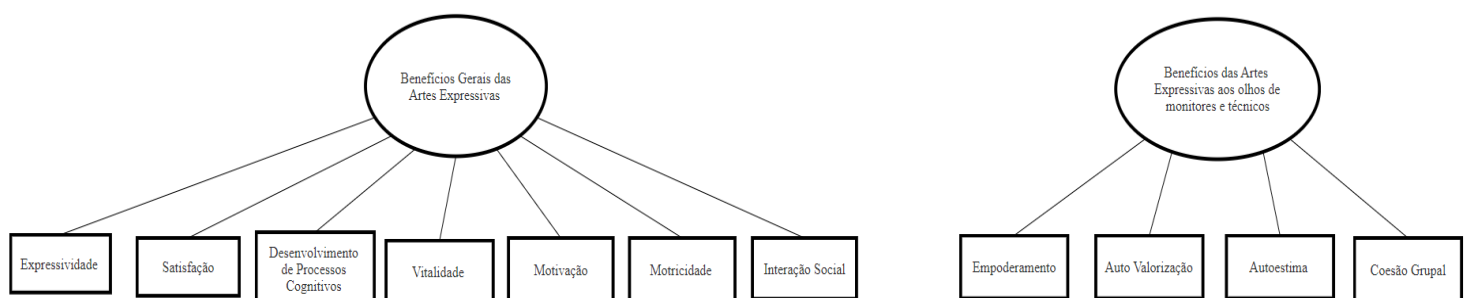 Benefícios Gerais das
Artes Expressivas
Expressividade
Satisfação
Desenvolvimento
de Processos
Cognitivos
Vitalidade
Motivação
Motricidade
Interação Social
Benefícios das Artes
Expressivas aos olhos de
monitores e técnicos
Empoderamento
Auto Valorização
Autoestima
Coesão Grupal